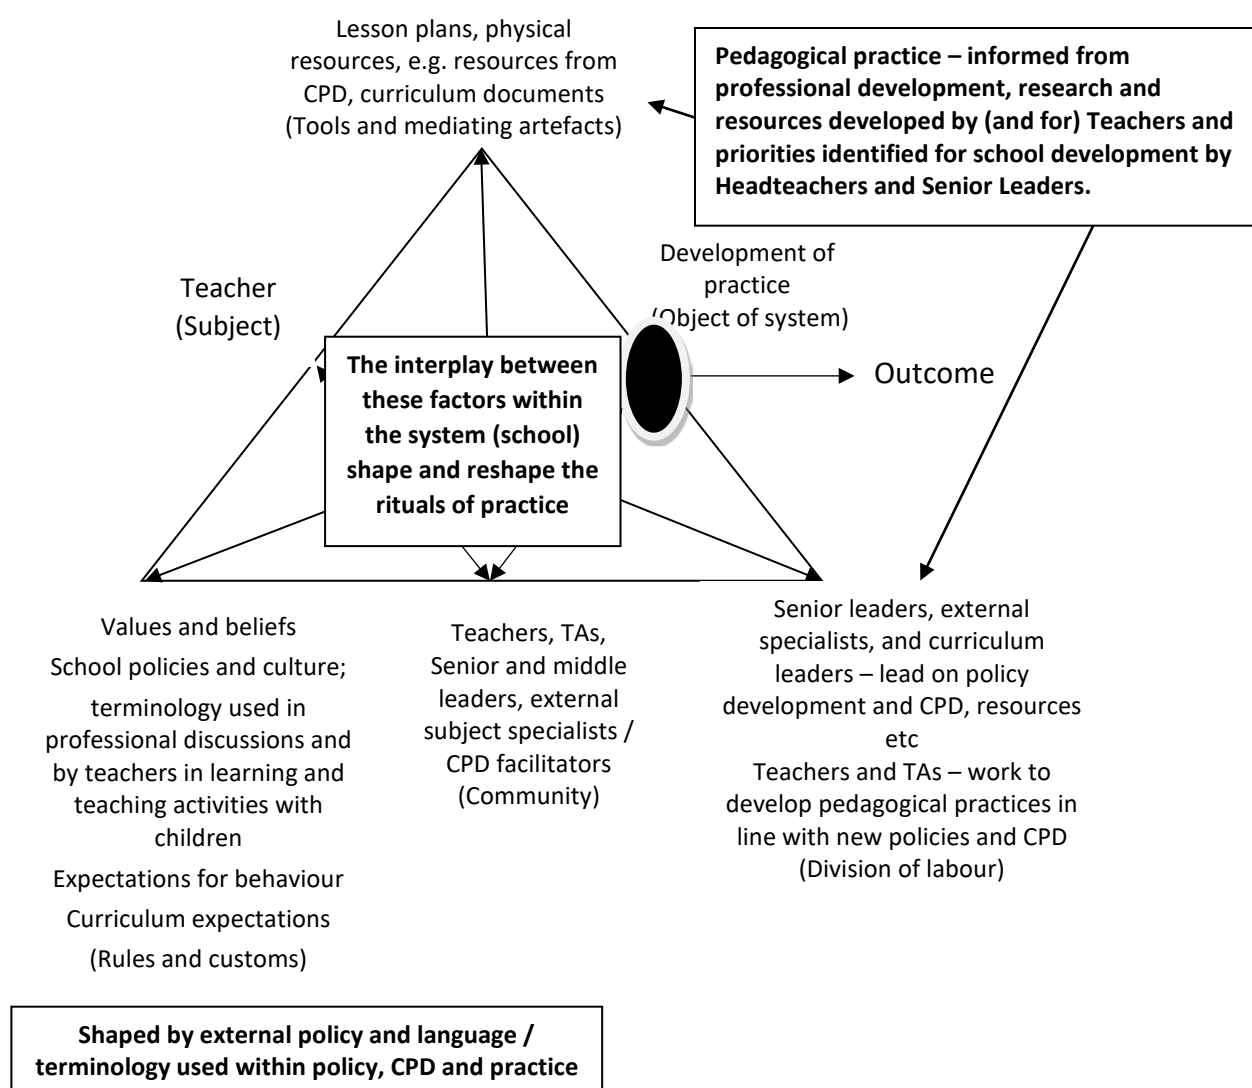 Lesson plans, physical
resources, e.g. resources from
CPD, curriculum documents
(Tools and mediating artefacts)
Pedagogical practice – informed from
professional development, research and
resources developed by (and for) Teachers and
priorities identified for school development by
Headteachers and Senior Leaders.
Teacher
(Subject)
Development of
practice
(Object of system)
The interplay between
these factors within
the system (school)
shape and reshape the
rituals of practice
Outcome
Values and beliefs
School policies and culture;
terminology used in
professional discussions and
by teachers in learning and
teaching activities with
children
Expectations for behaviour
Curriculum expectations
(Rules and customs)
Teachers, TAs,
Senior and middle
leaders, external
subject specialists /
CPD facilitators
(Community)
Senior leaders, external
specialists, and curriculum
leaders – lead on policy
development and CPD, resources
etc
Teachers and TAs – work to
develop pedagogical practices in
line with new policies and CPD
(Division of labour)
Shaped by external policy and language /
terminology used within policy, CPD and practice